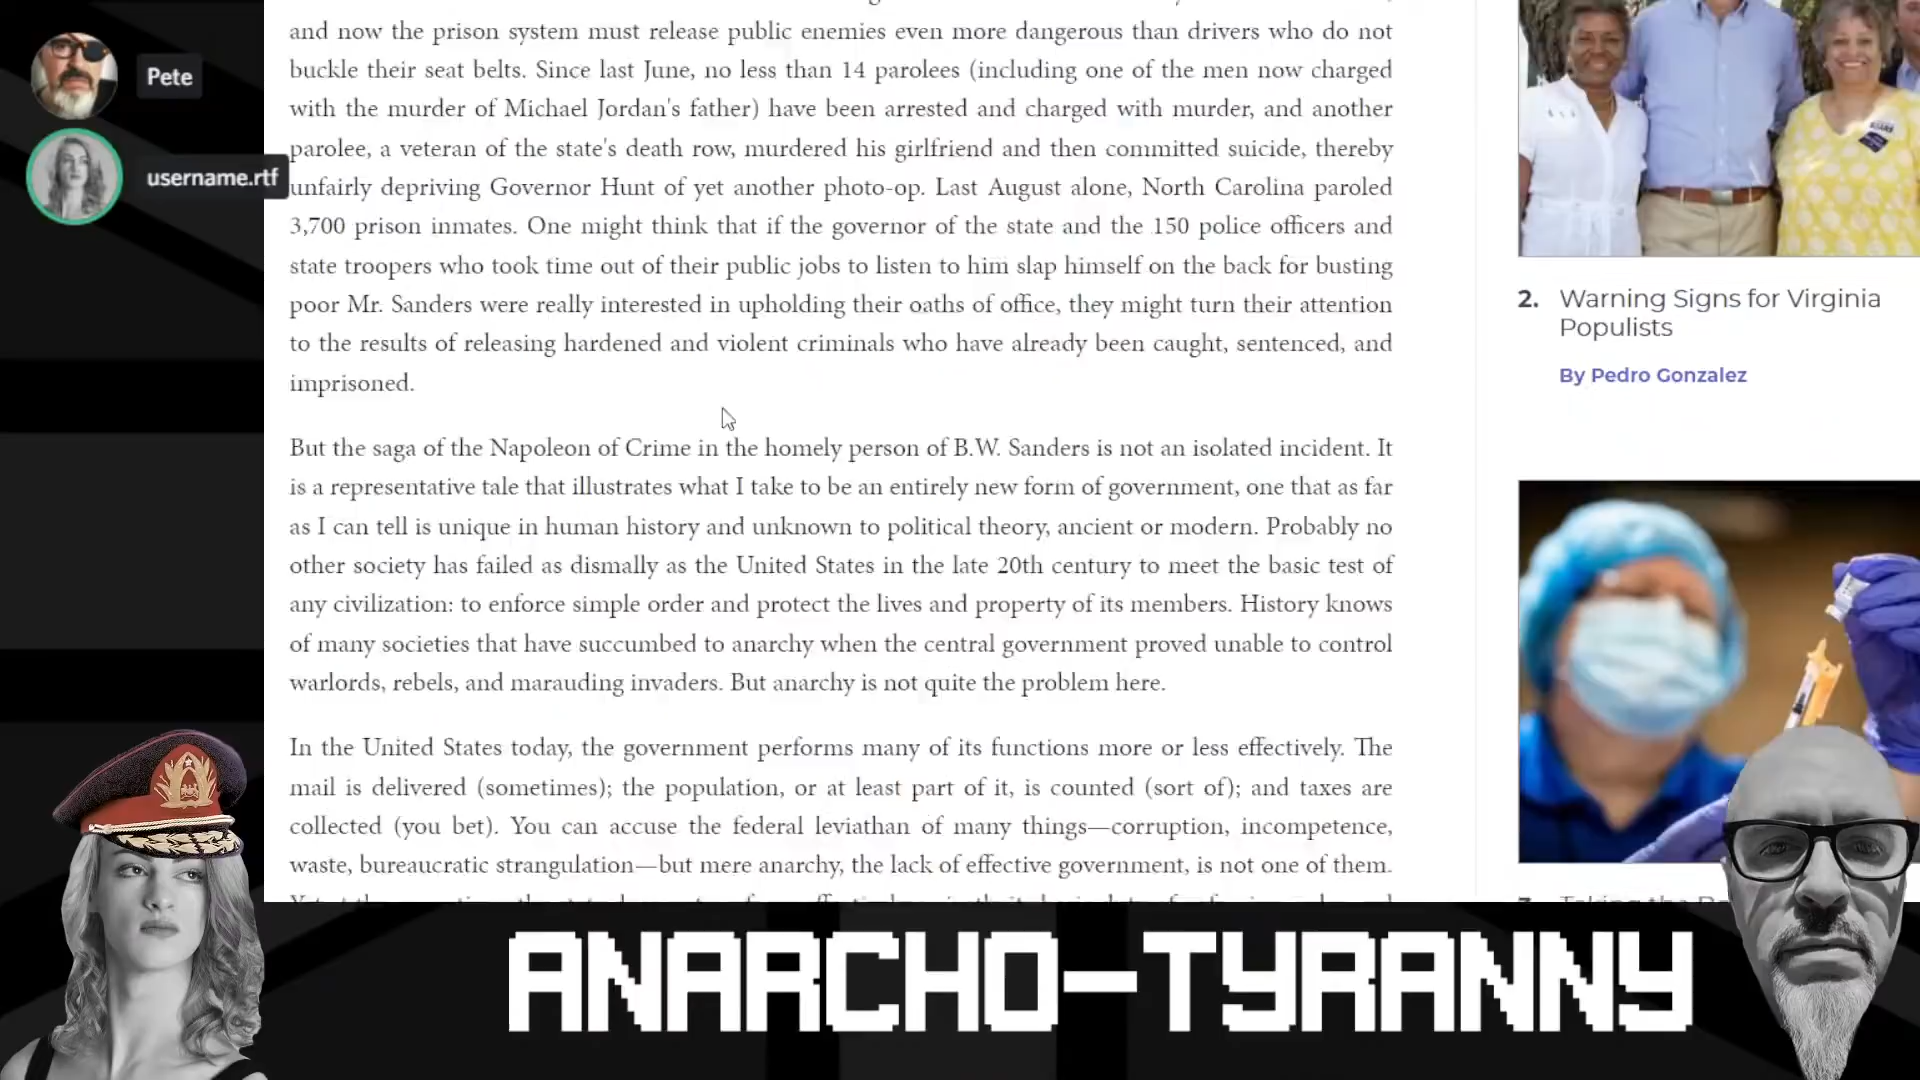 Pete
username.rtf
and now the prison system must release public enemies even more dangerous than drivers who do not
buckle their seat belts. Since last June, no less than 14 parolees (including one of the men now charged
with the murder of Michael Jordan's father) have been arrested and charged with murder, and another
parolee, a veteran of the state's death row, murdered his girlfriend and then committed suicide, thereby
unfairly depriving Governor Hunt of yet another photo-op. Last August alone, North Carolina paroled
3,700 prison inmates. One might think that if the governor of the state and the 150 police officers and
state troopers who took time out of their public jobs to listen to him slap himself on the back for busting
poor Mr. Sanders were really interested in upholding their oaths of office, they might turn their attention
to the results of releasing hardened and violent criminals who have already been caught, sentenced, and
imprisoned.
But the saga of the Napoleon of Crime in the homely person of B.W. Sanders is not an isolated incident. It
is a representative tale that illustrates what I take to be an entirely new form of government, one that as far
as I can tell is unique in human history and unknown to political theory, ancient or modern. Probably no
other society has failed as dismally as the United States in the late 20th century to meet the basic test of
any civilization: to enforce simple order and protect the lives and property of its members. History knows
of many societies that have succumbed to anarchy when the central government proved unable to control
warlords, rebels, and marauding invaders. But anarchy is not quite the problem here.
In the United States today, the government performs many of its functions more or less effectively. The
mail is delivered (sometimes); the population, or at least part of it, is counted (sort of); and taxes are
collected (you bet). You can accuse the federal leviathan of many things—corruption, incompetence,
waste, bureaucratic strangulation—but mere anarchy, the lack of effective government, is not one of them.
2. Warning Signs for Virginia
Populists
By Pedro Gonzalez
ANARCHO-TYRANNY